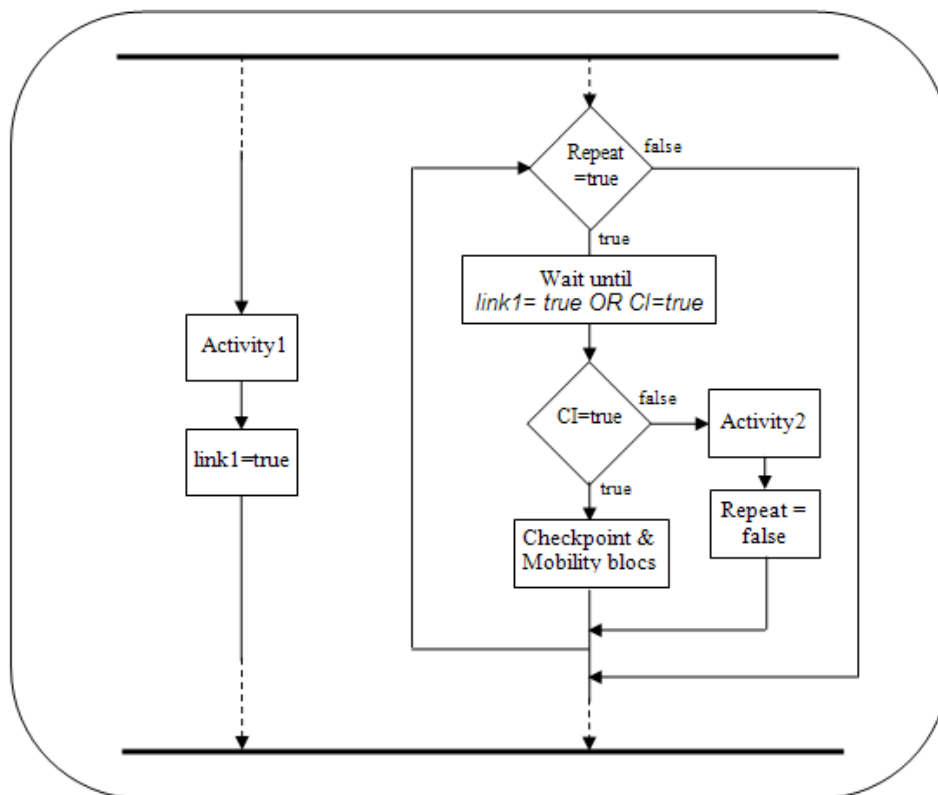 Repeat
=true
false
true
Wait until
link1= true OR CI=true
Activity1
CI=true
false
Activity2
link1=true
true
Repeat =
false
Checkpoint &
Mobility blocs